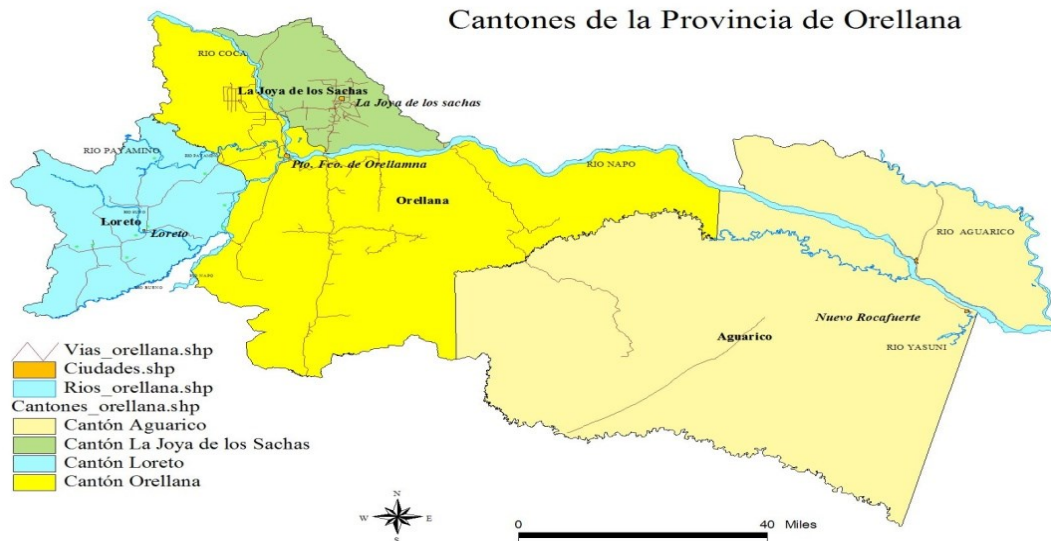 Cantones de la Provincia de Orellana
RIO COCA
La Joya de los Sachas
La Joya de los sachas
RIO PAYAMINO
Pto. Fco. de Orellamna
RIO NAPO
Orellana
Loreto
Loreto
RIO AGUARICO
Nuevo Rocafuerte
Aguarico
RIO YASUNI
Vias_orellana.shp
Ciudades.shp
Rios_orellana.shp
Cantones_orellana.shp
Cantón Aguarico
Cantón La Joya de los Sachas
Cantón Loreto
Cantón Orellana
N
W E
S
0 40 Miles